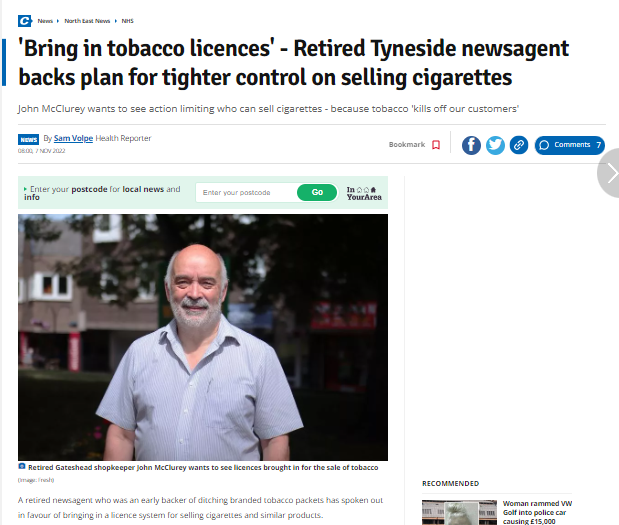 C
News ▸ North East News ▸ NHS
'Bring in tobacco licences' - Retired Tyneside newsagent
backs plan for tighter control on selling cigarettes
John McClurey wants to see action limiting who can sell cigarettes - because tobacco 'kills off our customers'
NEWS By Sam Volpe Health Reporter
08:00, 7 NOV 2022
Bookmark
Comments 7
Enter your postcode for local news and
info
Enter your postcode
Go
In
YourArea
Retired Gateshead shopkeeper John McClurey wants to see licences brought in for the sale of tobacco
(Image: Fresh)
A retired newsagent who was an early backer of ditching branded tobacco packets has spoken out
in favour of bringing in a licence system for selling cigarettes and similar products.
RECOMMENDED
Woman rammed VW
Golf into police car
causing £15,000